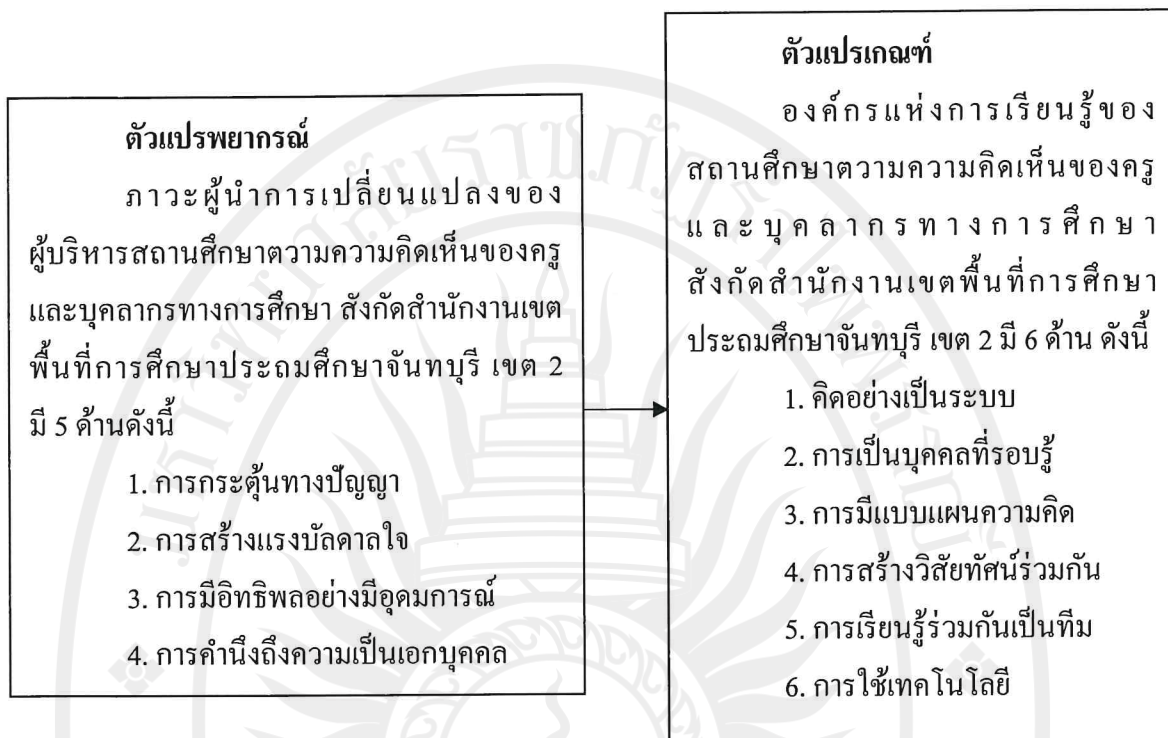 ตัวแปรพยากรณ์
ภาวะผู้นำการเปลี่ยนแปลงของ
ผู้บริหารสถานศึกษาตวามความคิดเห็นของครู
และบุคลากรทางการศึกษา สังกัดสำนักงานเขต
พื้นที่การศึกษาประถมศึกษาจันทบุรี เขต 2
มี 5 ด้านดังนี้
1. การกระตุ้นทางปัญญา
2. การสร้างแรงบัลดาลใจ
3. การมีอิทธิพลอย่างมีอุดมการณ์
4. การคำนึงถึงความเป็นเอกบุคคล
ตัวแปรเกณฑ์
องค์กรแห่งการเรียนรู้ของ
สถานศึกษาตวามความคิดเห็นของครู
และบุคลากรทางการศึกษา
สังกัดสำนักงานเขตพื้นที่การศึกษา
ประถมศึกษาจันทบุรี เขต 2 มี 6 ด้าน ดังนี้
1. คิดอย่างเป็นระบบ
2. การเป็นบุคคลที่รอบรู้
3. การมีแบบแผนความคิด
4. การสร้างวิสัยทัศน์ร่วมกัน
5. การเรียนรู้ร่วมกันเป็นทีม
6. การใช้เทคโนโลยี